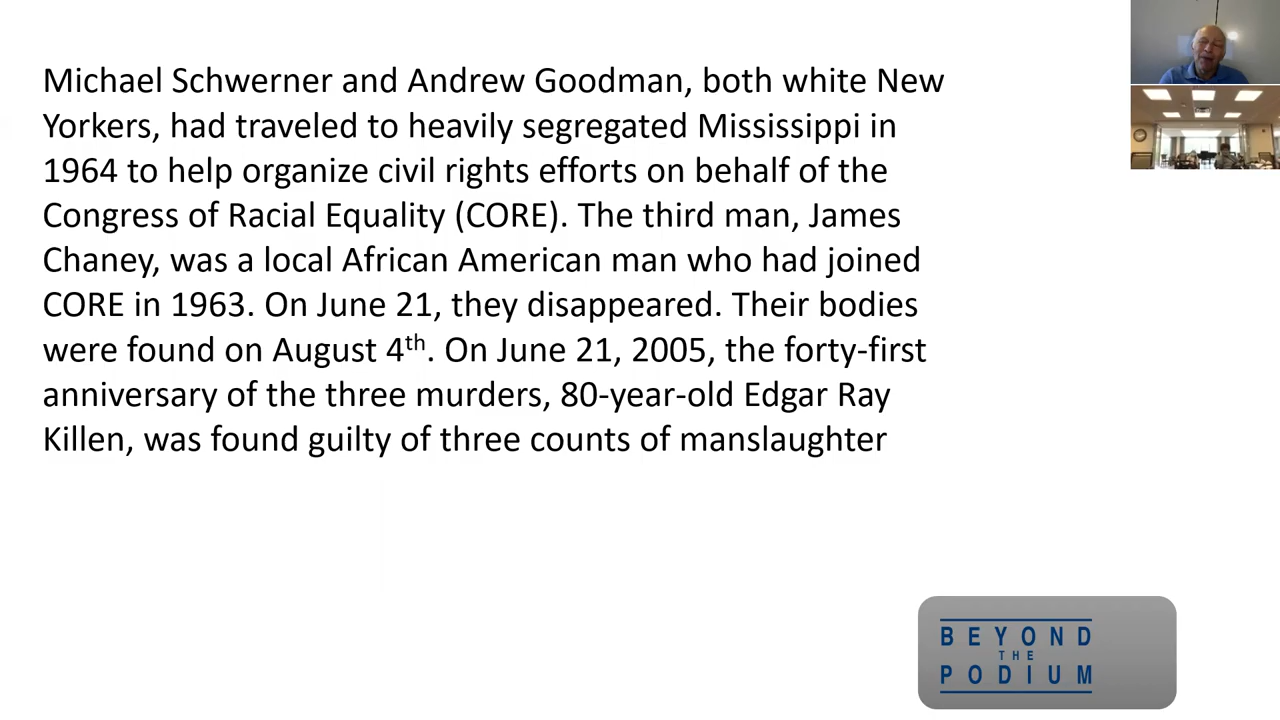 Michael Schwerner and Andrew Goodman, both white New
Yorkers, had traveled to heavily segregated Mississippi in
1964 to help organize civil rights efforts on behalf of the
Congress of Racial Equality (CORE). The third man, James
Chaney, was a local African American man who had joined
CORE in 1963. On June 21, they disappeared. Their bodies
were found on August 4th. On June 21, 2005, the forty-first
anniversary of the three murders, 80-year-old Edgar Ray
Killen, was found guilty of three counts of manslaughter
BEYOND
THE
PODIUM